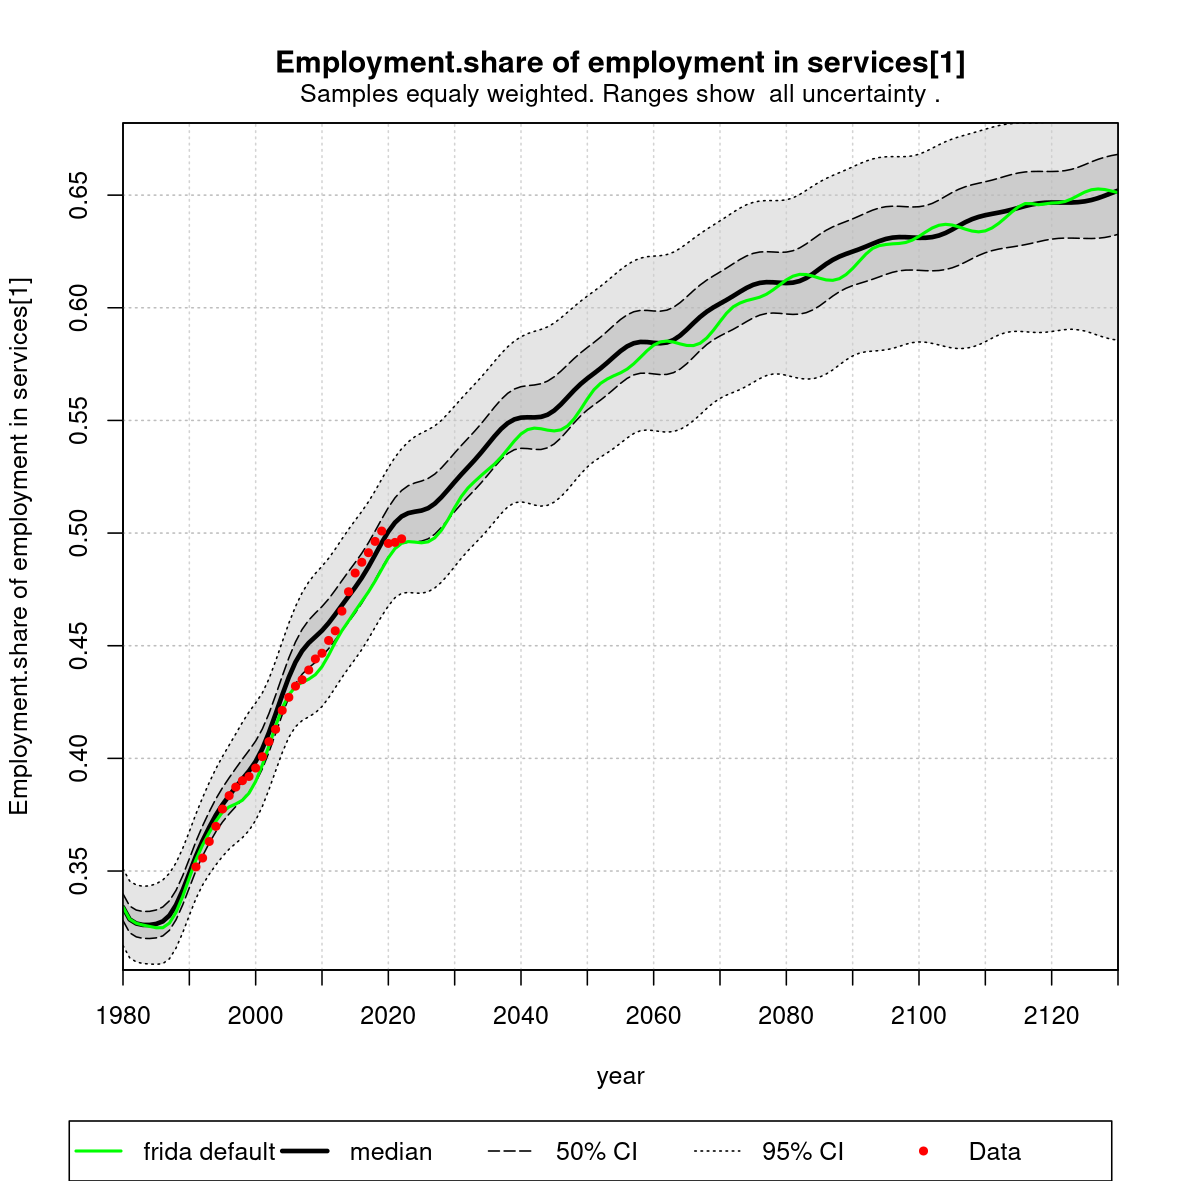 Employment.share of employment in services[1]
Samples equaly weighted. Ranges show  all uncertainty .
Employment.share of employment in services[1]
0.65
0.60
0.55
0.50
0.45
0.40
0.35
1980 2000 2020 2040 2060 2080 2100 2120
year
frida default median 50% CI 95% CI Data